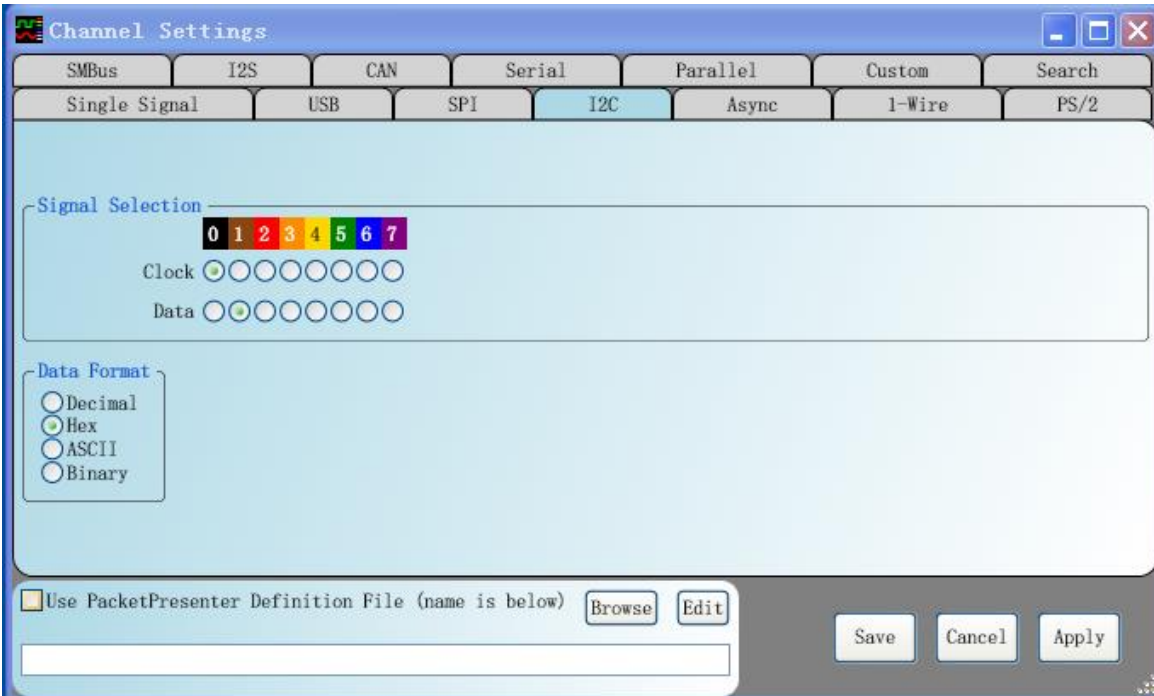 Channel Settings
SMBus I2S CAN Serial Parallel Custom Search
Single Signal USB SPI I2C Async 1-Wire PS/2
Signal Selection
0 1 2 3 4 5 6 7
Clock
Data
Data Format
Decimal
Hex
ASCII
Binary
Use PacketPresenter Definition File (name is below) Browse Edit
Save Cancel Apply